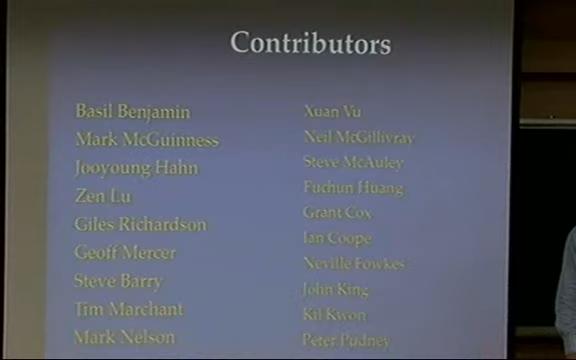 Contributors
Basil Benjamin
Mark McGuinness
Jooyoung Hahn
Zen Lu
Giles Richardson
Geoff Mercer
Steve Barry
Tim Marchant
Mark Nelson
Xuan Vu
Neil McGillivray
Steve McAuley
Fuchun Huang
Grant Cox
Ian Coope
Neville Fowkes
John King
Kil Kwon
Peter Pudney